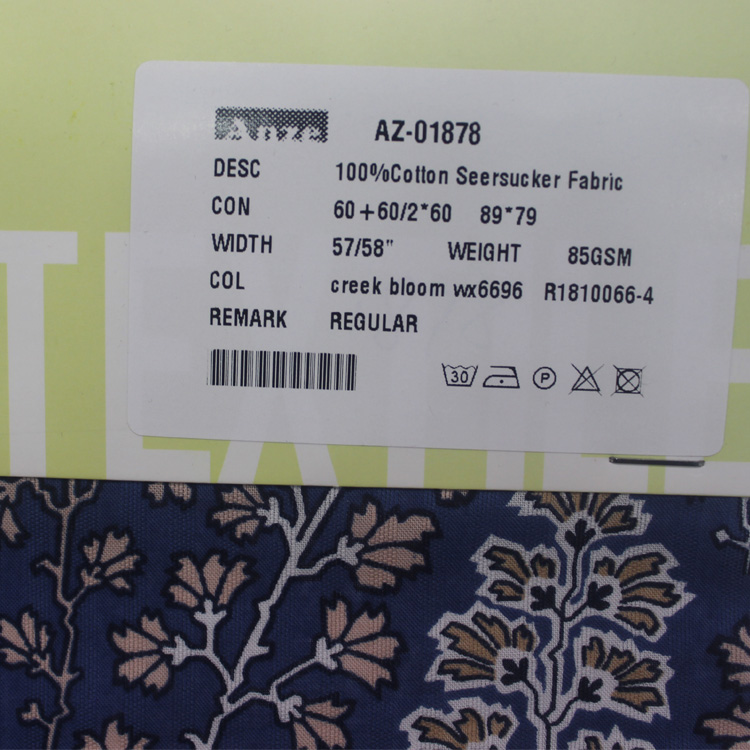 Anze AZ-01878
DESC 100%Cotton Seersucker Fabric
CON 60+60/2*60 89*79
WIDTH 57/58" WEIGHT 85GSM
COL creek bloom wx6696 R1810066-4
REMARK REGULAR
30 P